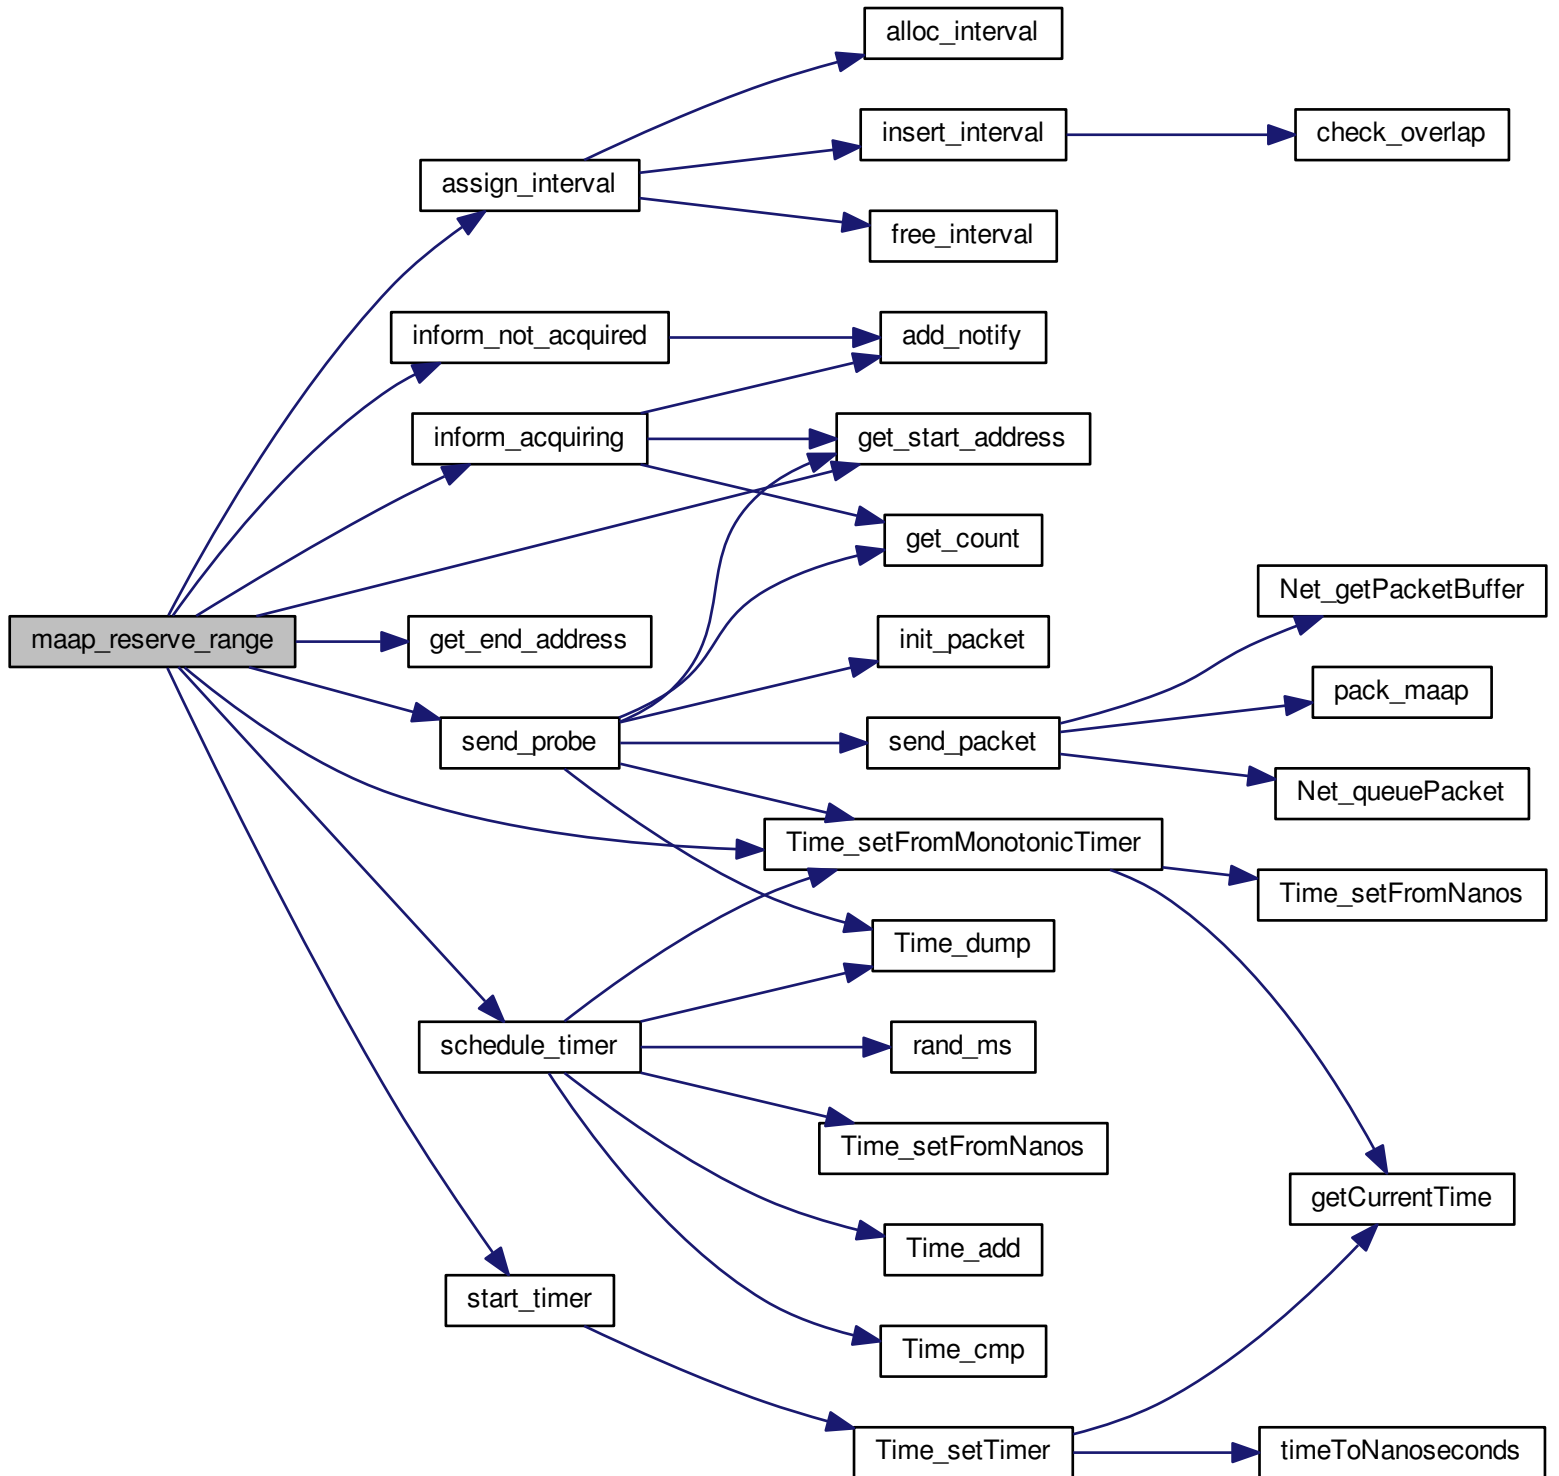 alloc_interval
insert_interval
check_overlap
assign_interval
free_interval
inform_not_acquired
add_notify
inform_acquiring
get_start_address
get_count
Net_getPacketBuffer
maap_reserve_range
get_end_address
init_packet
pack_maap
send_probe
send_packet
Net_queuePacket
Time_setFromMonotonicTimer
Time_setFromNanos
Time_dump
schedule_timer
rand_ms
Time_setFromNanos
getCurrentTime
Time_add
start_timer
Time_cmp
Time_setTimer
timeToNanoseconds